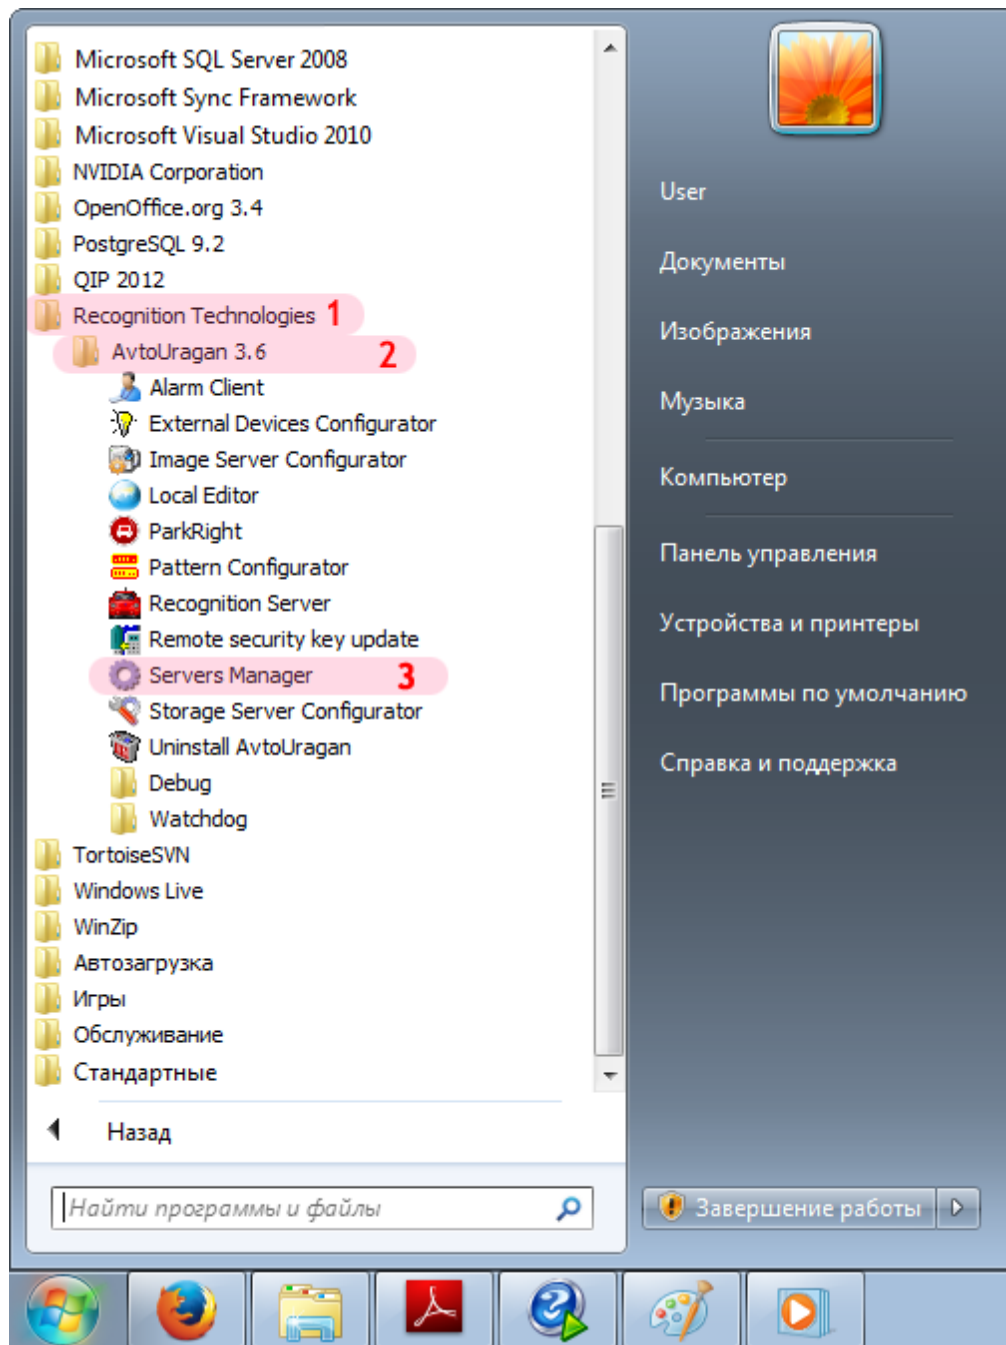 Microsoft SQL Server 2008
Microsoft Sync Framework
Microsoft Visual Studio 2010
NVIDIA Corporation
OpenOffice.org 3.4
PostgreSQL 9.2
QIP 2012
Recognition Technologies 1
AvtoUragan 3.6 2
Alarm Client
External Devices Configurator
Image Server Configurator
Local Editor
ParkRight
Pattern Configurator
Recognition Server
Remote security key update
Servers Manager 3
Storage Server Configurator
Uninstall AvtoUragan
Debug
Watchdog
TortoiseSVN
Windows Live
WinZip
Автозагрузка
Игры
Обслуживание
Стандартные
Назад
Найти программы и файлы
User
Документы
Изображения
Музыка
Компьютер
Панель управления
Устройства и принтеры
Программы по умолчанию
Справка и поддержка
Завершение работы